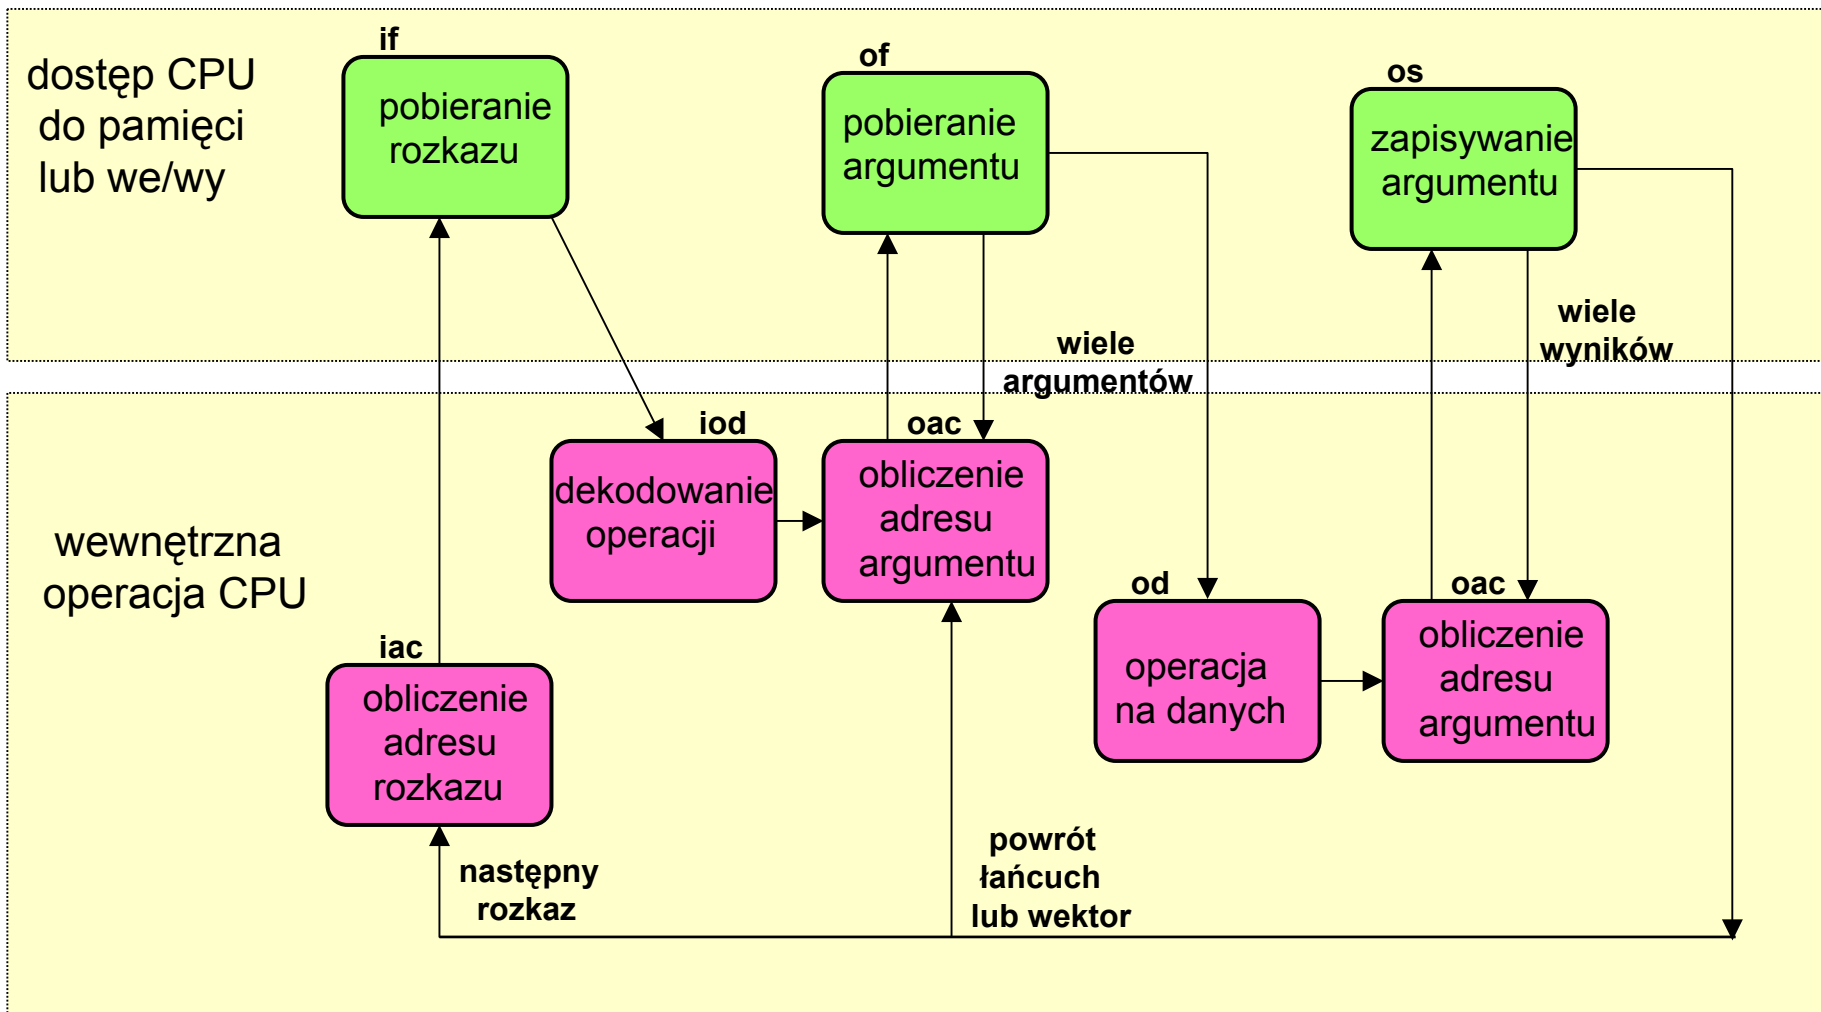 dostęp CPU
do pamięci
lub we/wy
if
pobieranie
rozkazu
of
pobieranie
argumentu
os
zapisywanie
argumentu
wiele
argumentów
wiele
wyników
wewnętrzna
operacja CPU
iod
dekodowanie
operacji
oac
obliczenie
adresu
argumentu
od
operacja
na danych
oac
obliczenie
adresu
argumentu
iac
obliczenie
adresu
rozkazu
następny
rozkaz
powrót
łańcuch
lub wektor